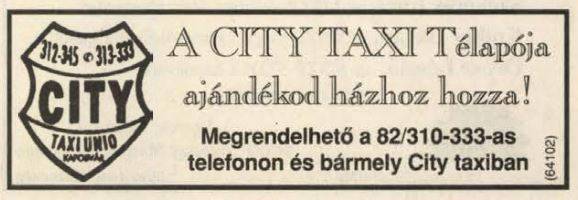 312-345 ✆ 313-333
CITY
TAXI UNIO
KAPOSVÁR
A CITY TAXI Télapója
ajándékod házhoz hozza!
Megrendelhető a 82/310-333-as
telefonon és bármely City taxiban
(64102)